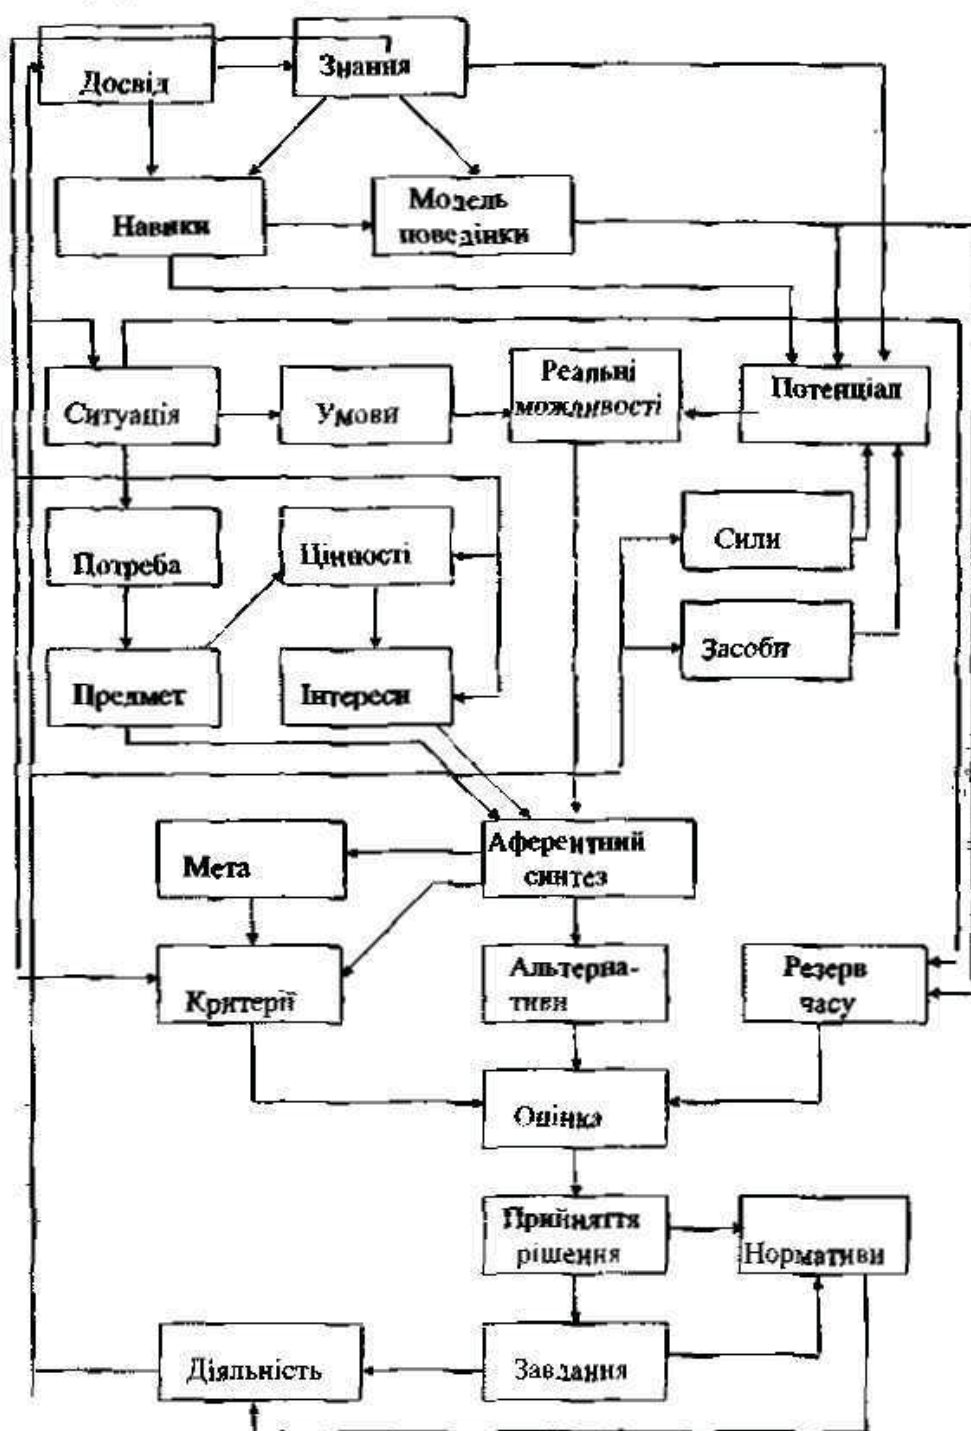 Досвід
Знання
Навики
Модель
поведінки
Ситуація
Умови
Реальні
можливості
Потенціал
Потреба
Цінності
Сили
Предмет
Інтереси
Засоби
Мета
Аферентний
синтез
Критерії
Альтерна-
тиви
Резерв
часу
Оцінка
Прийняття
рішення
Нормативи
Діяльність
Завдання